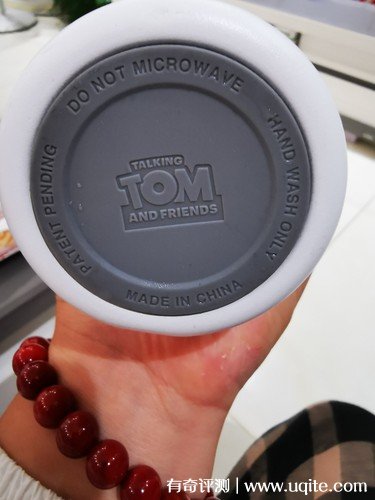 DO NOT MICROWAVE
HAND WASH ONLY
PATENT PENDING
TALKING
TOM
AND FRIENDS
MADE IN CHINA
有奇评测 | www.uqite.com